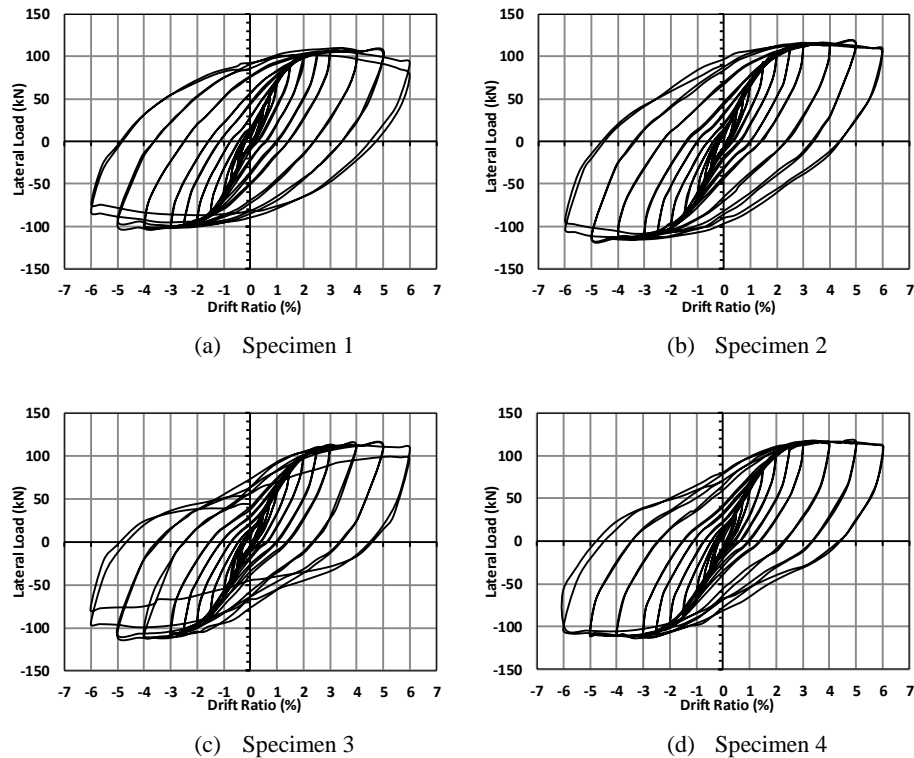 150
100
50
0
-50
-100
-150
Lateral Load (kN)
-7 -6 -5 -4 -3 -2 -1 0 1 2 3 4 5 6 7
Drift Ratio (%)
(a) Specimen 1
150
100
50
0
-50
-100
-150
Lateral Load (kN)
-7 -6 -5 -4 -3 -2 -1 0 1 2 3 4 5 6 7
Drift Ratio (%)
(b) Specimen 2
150
100
50
0
-50
-100
-150
Lateral Load (kN)
-7 -6 -5 -4 -3 -2 -1 0 1 2 3 4 5 6 7
Drift Ratio (%)
(c) Specimen 3
150
100
50
0
-50
-100
-150
Lateral Load (kN)
-7 -6 -5 -4 -3 -2 -1 0 1 2 3 4 5 6 7
Drift Ratio (%)
(d) Specimen 4